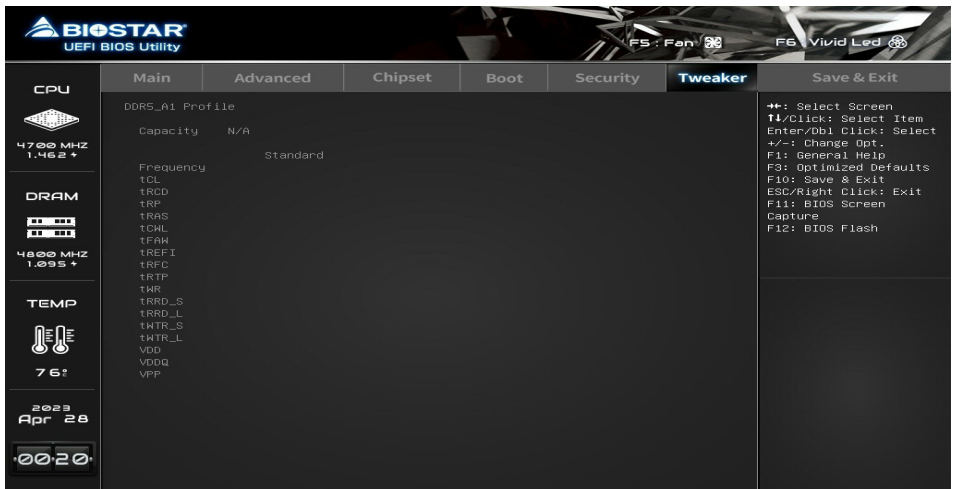 BIOSTAR
UEFI BIOS Utility
F5 : Fan
F6 : Vivid Led
Main Advanced Chipset Boot Security Tweaker Save & Exit
CPU
4700 MHZ
1.462
DRAM
4800 MHZ
1.095
TEMP
76°
2023
Apr 28
00:20
DDR5_A1 Profile
Capacity N/A
Standard
Frequency
tCL
tRCD
tRP
tRAS
tCWL
tFAW
tREFI
tRFC
tRTP
tWR
tRRD_S
tRRD_L
tWTR_S
tWTR_L
VDD
VDDQ
VPP
→←: Select Screen
↑↓/Click: Select Item
Enter/Dbl Click: Select
+/-: Change Opt.
F1: General Help
F3: Optimized Defaults
F10: Save & Exit
ESC/Right Click: Exit
F11: BIOS Screen
Capture
F12: BIOS Flash